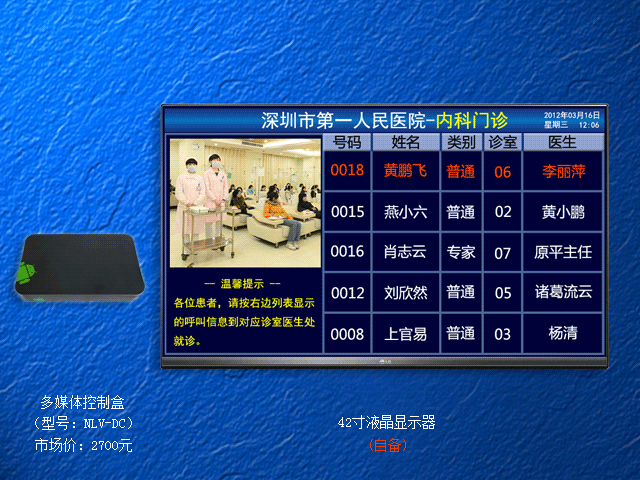 深圳市第一人民医院-内科门诊
2012年03月16日
星期三 12:06
号码 姓名 类别 诊室 医生
0018 黄鹏飞 普通 06 李丽萍
0015 燕小六 普通 02 黄小鹏
0016 肖志云 专家 07 原平主任
0012 刘欣然 普通 05 诸葛流云
0008 上官易 普通 03 杨清
-- 温馨提示 --
各位患者，请按右边列表显示
的呼叫信息到对应诊室医生处
就诊。
多媒体控制盒
（型号：NLV-DC）
市场价：2700元
42寸液晶显示器
(自备)